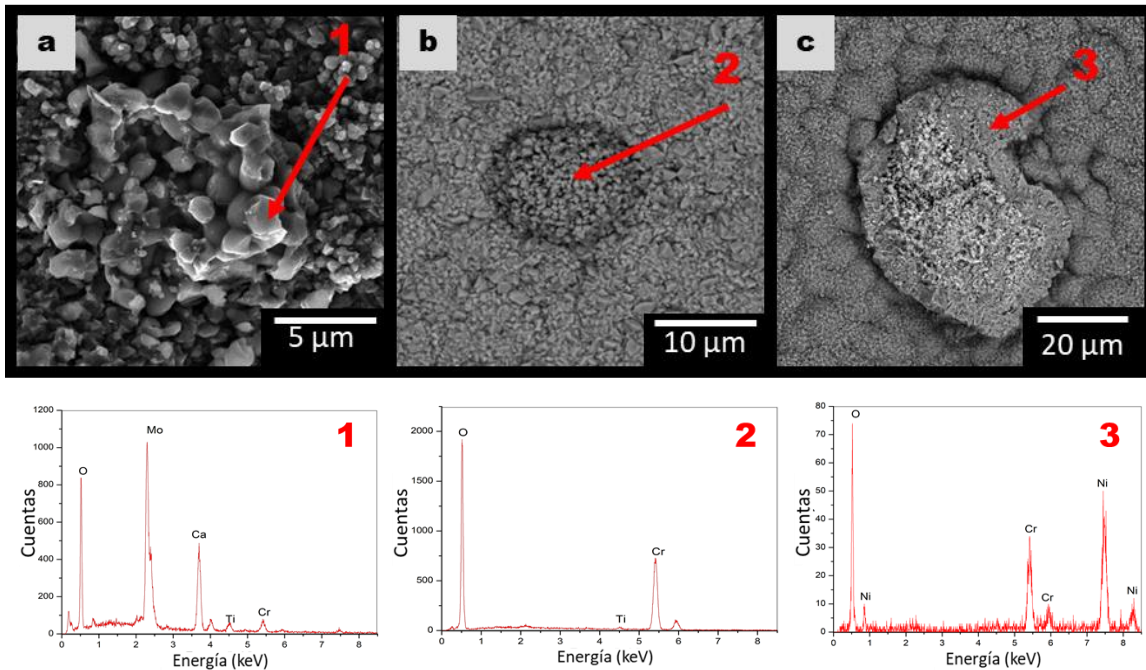 a
1
5 µm
b
2
10 µm
c
3
20 µm
1
Cuentas
1200
1000
800
600
400
200
0
O
Mo
Ca
Ti
Cr
0 1 2 3 4 5 6 7 8
Energía (keV)
2
Cuentas
2000
1500
1000
500
0
O
Ti
Cr
0 1 2 3 4 5 6 7 8
Energía (keV)
3
Cuentas
80
70
60
50
40
30
20
10
0
O
Ni
Cr
Cr
Ni
Ni
0 1 2 3 4 5 6 7 8
Energía (keV)